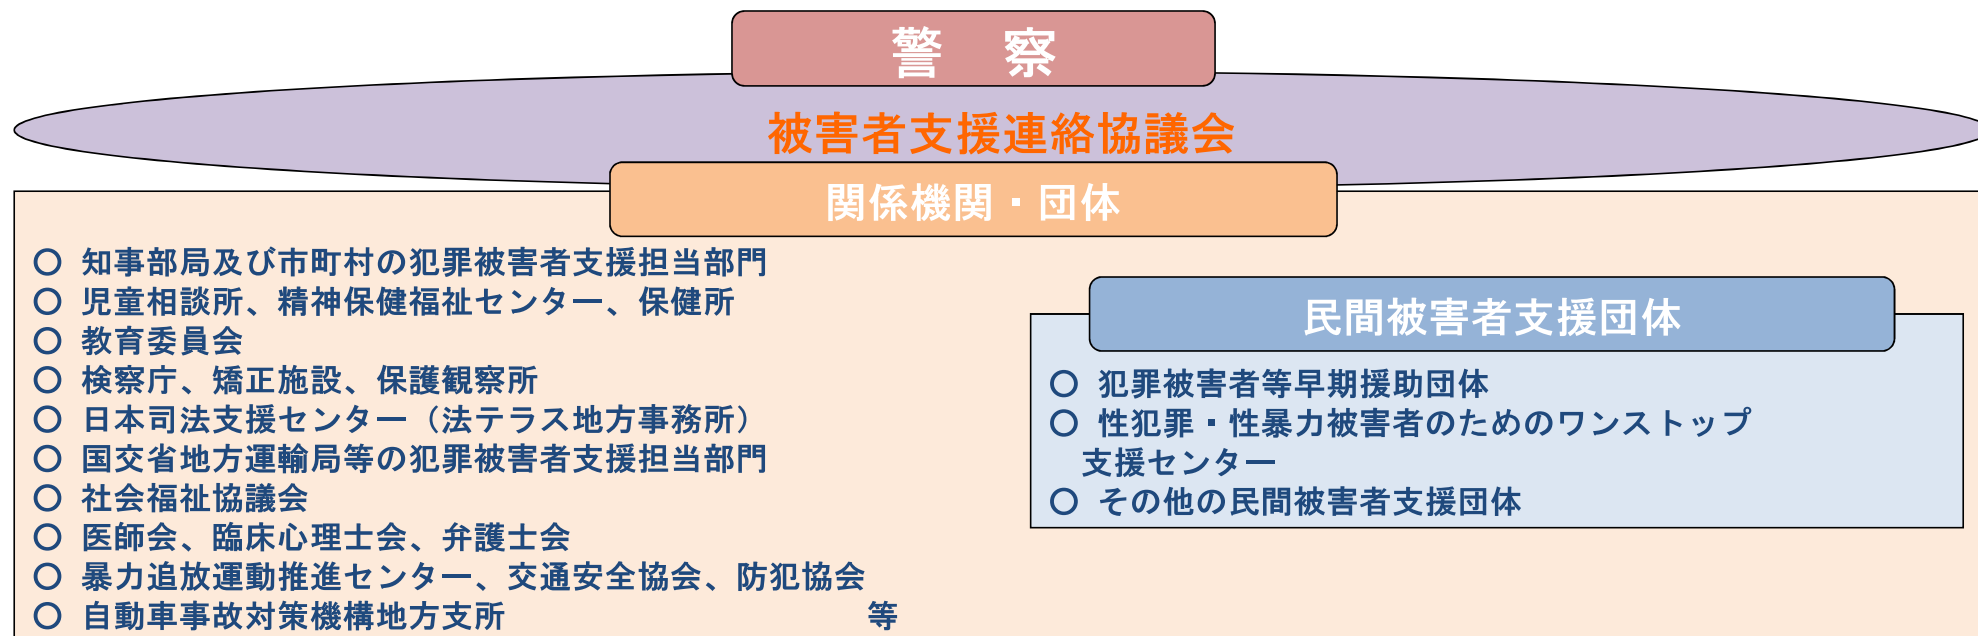 警　察
被害者支援連絡協議会
関係機関・団体
○ 知事部局及び市町村の犯罪被害者支援担当部門
○ 児童相談所、精神保健福祉センター、保健所
○ 教育委員会
○ 検察庁、矯正施設、保護観察所
○ 日本司法支援センター（法テラス地方事務所）
○ 国交省地方運輸局等の犯罪被害者支援担当部門
○ 社会福祉協議会
○ 医師会、臨床心理士会、弁護士会
○ 暴力追放運動推進センター、交通安全協会、防犯協会
○ 自動車事故対策機構地方支所　　　　　　　　　　　等
民間被害者支援団体
○ 犯罪被害者等早期援助団体
○ 性犯罪・性暴力被害者のためのワンストップ
支援センター
○ その他の民間被害者支援団体